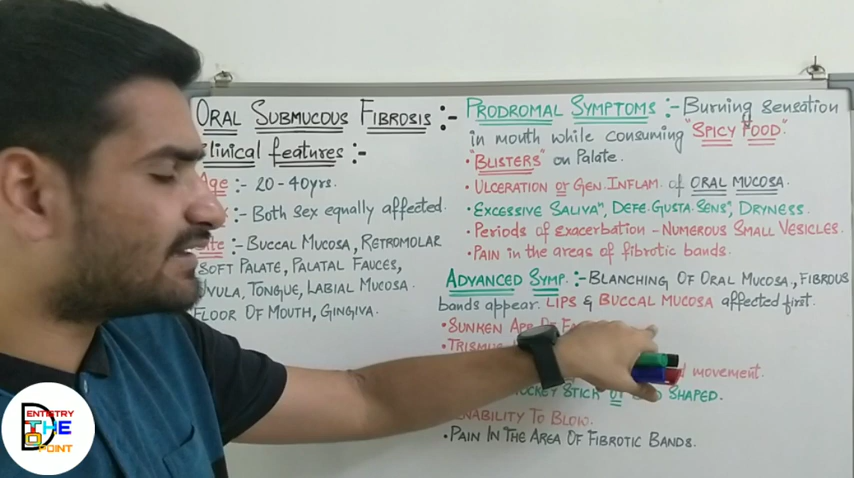 ORAL SUBMUCOUS FIBROSIS :-
Clinical features :-
Age :- 20-40yrs.
:- Both sex equally affected.
Site :- BUCCAL MUCOSA, RETROMOLAR
SOFT PALATE, PALATAL FAUCES,
UVULA, TONGUE, LABIAL MUCOSA.
FLOOR OF MOUTH, GINGIVA.
PRODROMAL SYMPTOMS :- Burning sensation
in mouth while consuming "SPICY FOOD".
"BLISTERS" on Palate.
• ULCERATION or GEN. INFLAM. of ORAL MUCOSA.
• EXCESSIVE SALIVAⁿ, DEFE. GUSTA. SENSⁿ, DRYNESS.
• Periods of Exacerbation - NUMEROUS SMALL VESICLES.
• PAIN in the areas of fibrotic bands.
ADVANCED SYMP. :- BLANCHING OF ORAL MUCOSA, FIBROUS
bands appear. LIPS & BUCCAL MUCOSA affected first.
• SUNKEN
• TRISMUS
movement.
STICK or SHAPED.
INABILITY TO BLOW.
• PAIN IN THE AREA OF FIBROTIC BANDS.
DENTISTRY
THE
POINT